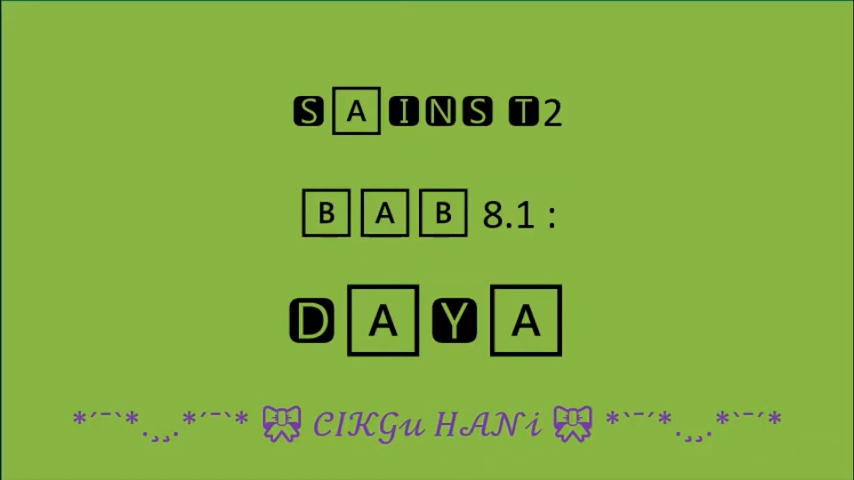 SAINS T2
BAB 8.1 :
DAYA
*´¯`*.¸¸.*´¯`* 🎀 CIKGu HANi 🎀 *`¯´*.¸¸.*`¯´*